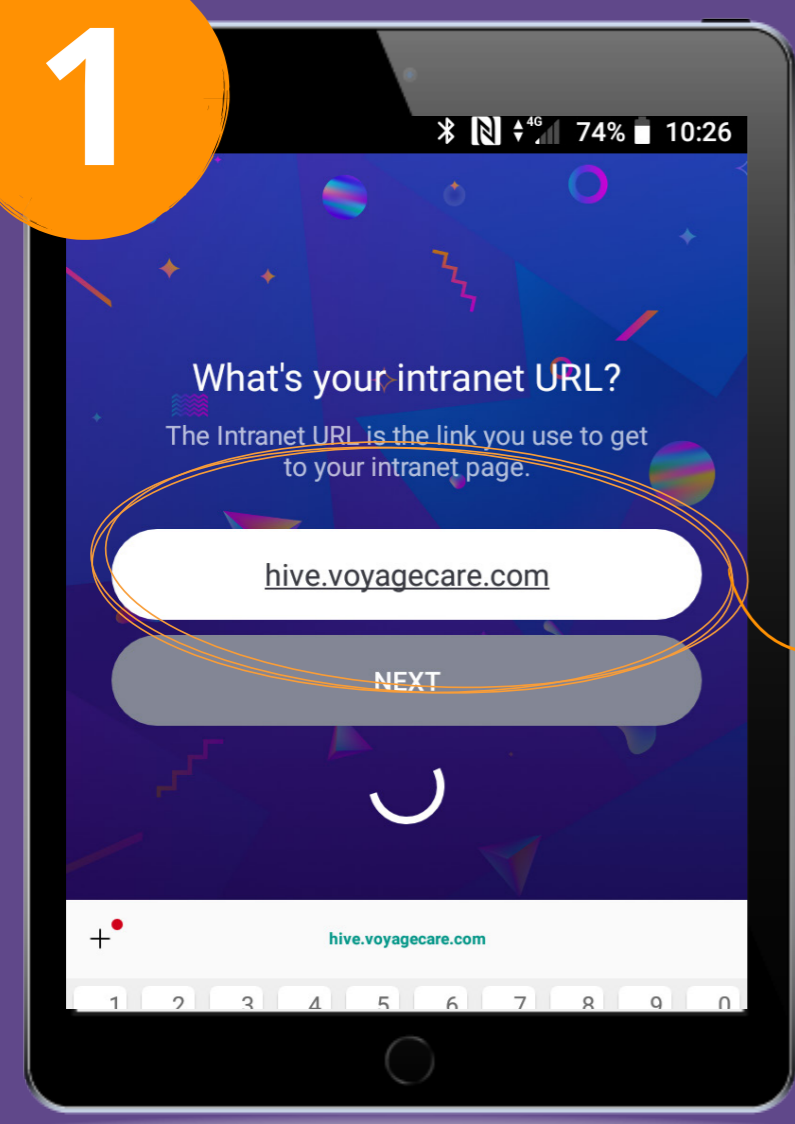 1
4G 74% 10:26
What's your intranet URL?
The Intranet URL is the link you use to get
to your intranet page.
hive.voyagecare.com
NEXT
hive.voyagecare.com
1 2 3 4 5 6 7 8 9 0